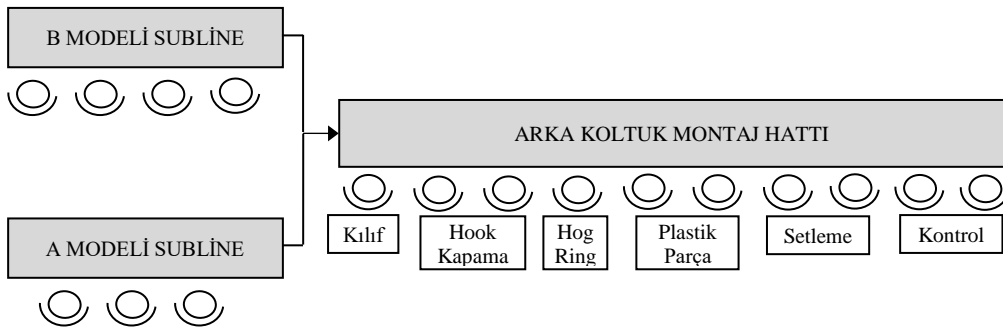 B MODELİ SUBLİNE
ARKA KOLTUK MONTAJ HATTI
A MODELİ SUBLİNE
Kılıf
Hook
Kapama
Hog
Ring
Plastik
Parça
Setleme
Kontrol